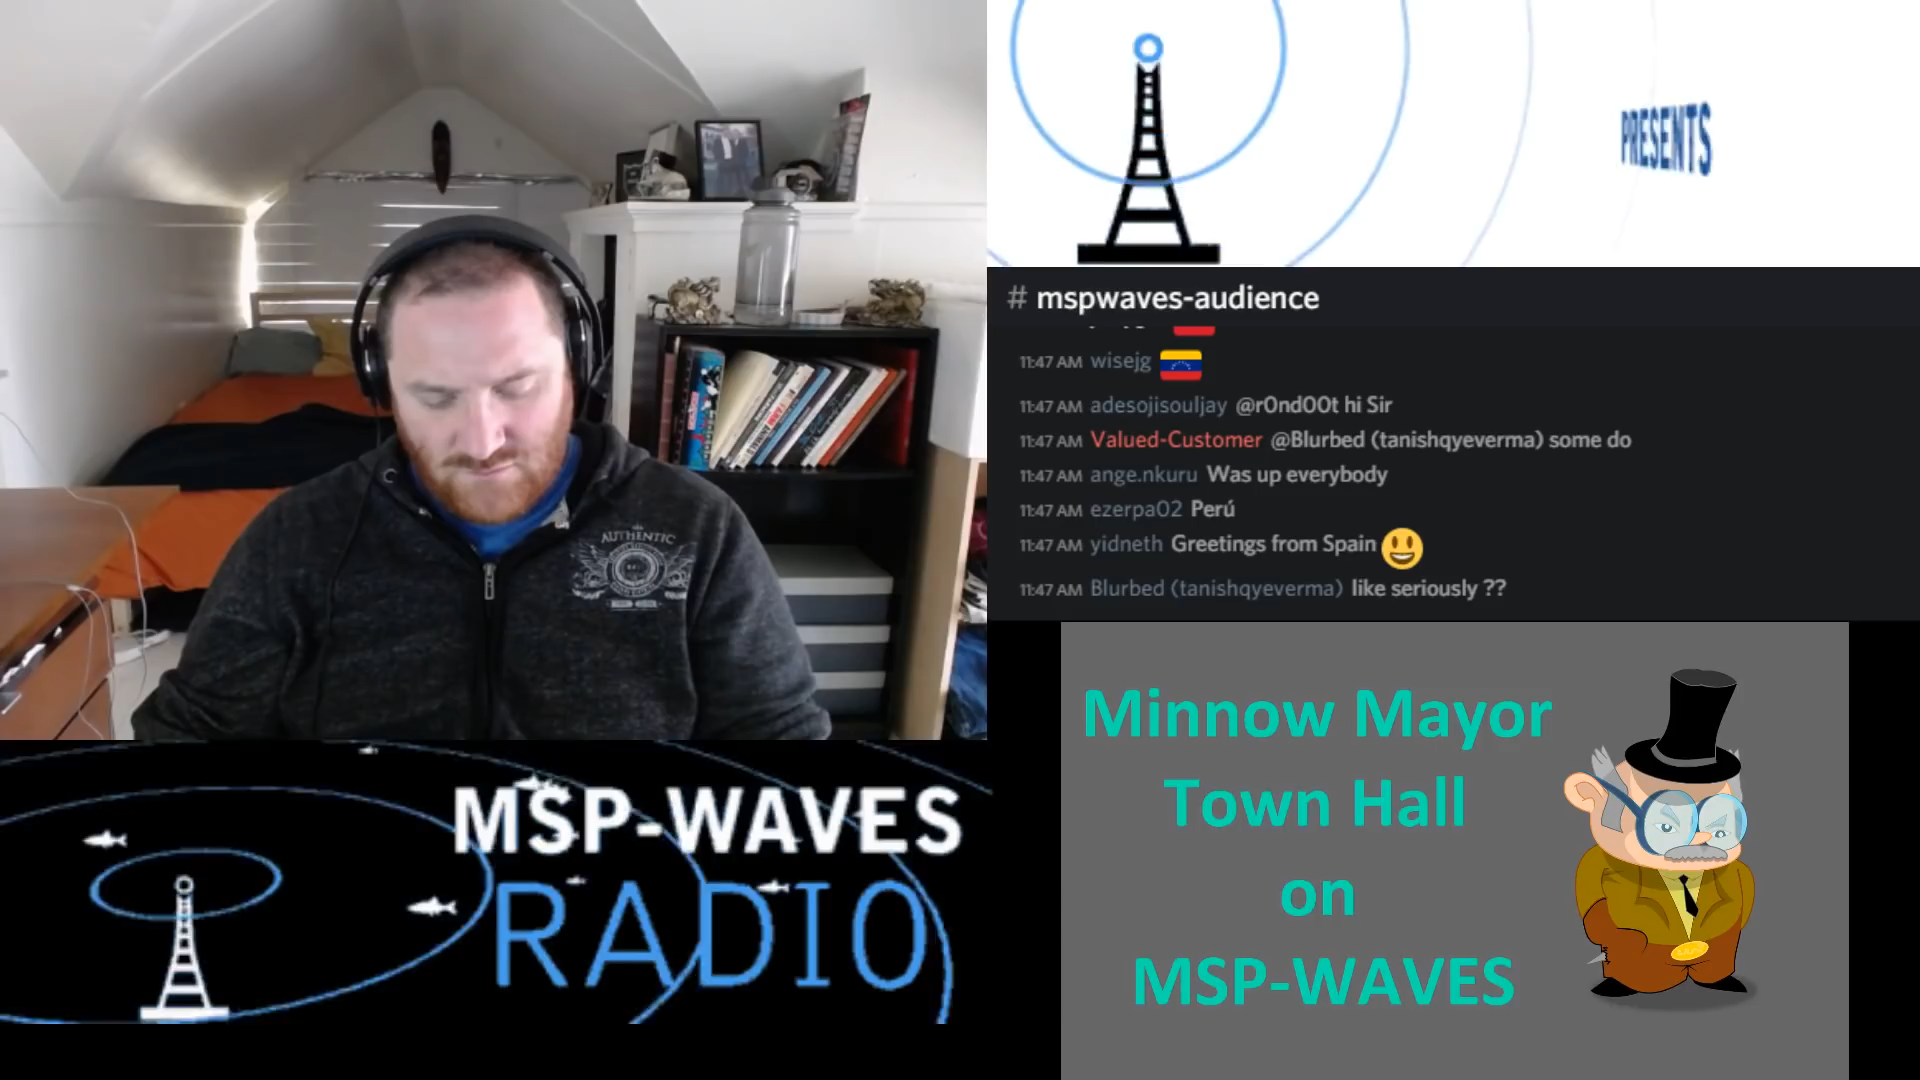 AUTHENTIC
PRESENTS
# mspwaves-audience
11:47 AM wisejg
11:47 AM adesojisouljay @r0nd00t hi Sir
11:47 AM Valued-Customer @Blurbed (tanishqyeverma) some do
11:47 AM ange.nkuru Was up everybody
11:47 AM ezerpa02 Perú
11:47 AM yidneth Greetings from Spain 😃
11:47 AM Blurbed (tanishqyeverma) like seriously ??
MSP-WAVES
RADIO
Minnow Mayor
Town Hall
on
MSP-WAVES